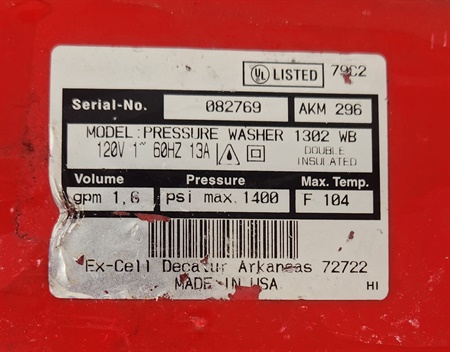 UL LISTED 79C2
Serial-No. 082769 AKM 296
MODEL:PRESSURE WASHER 1302 WB
120V 1~ 60HZ 13A DOUBLE INSULATED
Volume Pressure Max. Temp.
gpm 1,6 psi max.1400 F 104
Ex-Cell Decatur Arkansas 72722
MADE IN USA HI